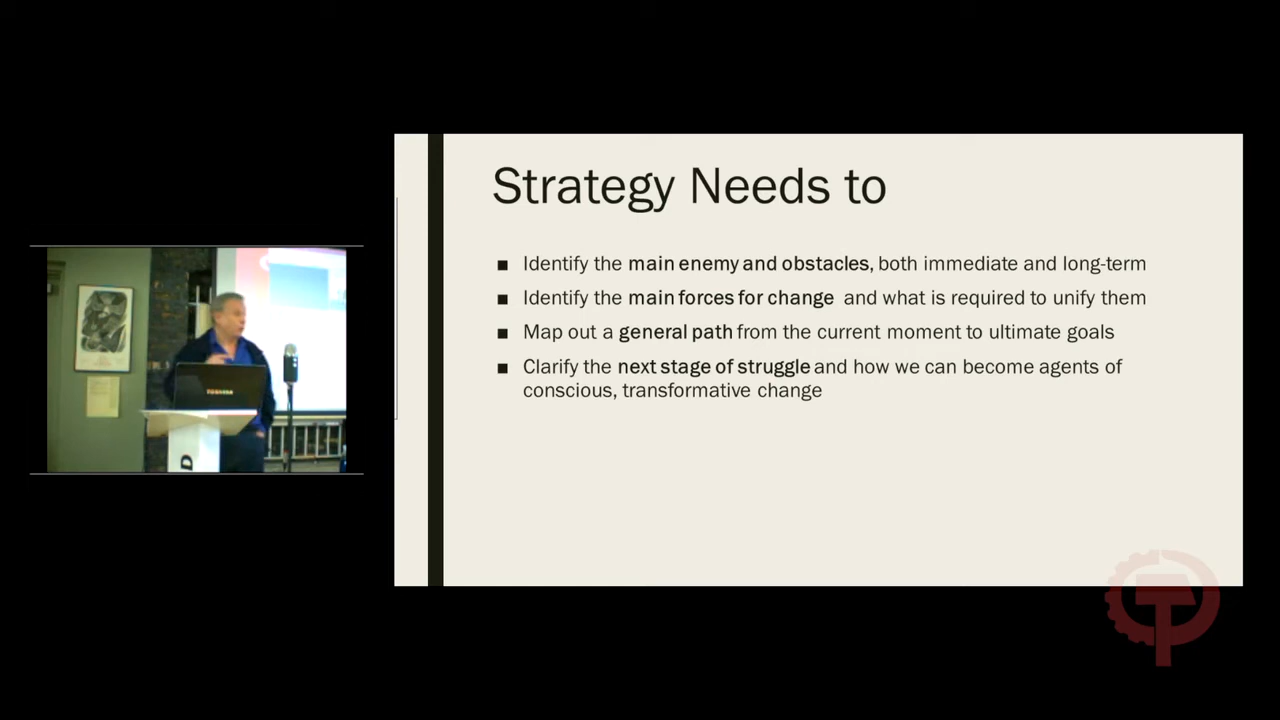 Strategy Needs to
■ Identify the main enemy and obstacles, both immediate and long-term
■ Identify the main forces for change and what is required to unify them
■ Map out a general path from the current moment to ultimate goals
■ Clarify the next stage of struggle and how we can become agents of
conscious, transformative change
TOSHIBA
D